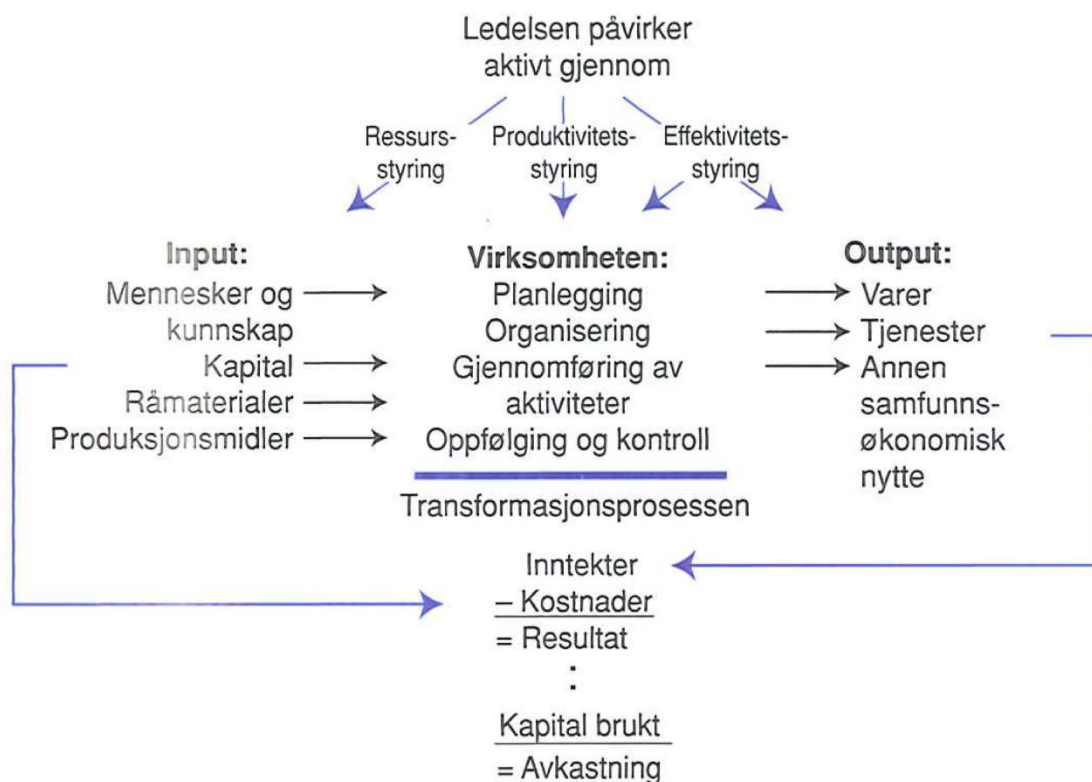 Ledelsen påvirker
aktivt gjennom
Ressurs-
styring
Produktivitets-
styring
Effektivitets-
styring
Input:
Mennesker og
kunnskap
Kapital
Råmaterialer
Produksjonsmidler
Virksomheten:
Planlegging
Organisering
Gjennomføring av
aktiviteter
Oppfølging og kontroll
Transformasjonsprosessen
Output:
Varer
Tjenester
Annen
samfunns-
økonomisk
nytte
Inntekter
– Kostnader
= Resultat
:
Kapital brukt
= Avkastning